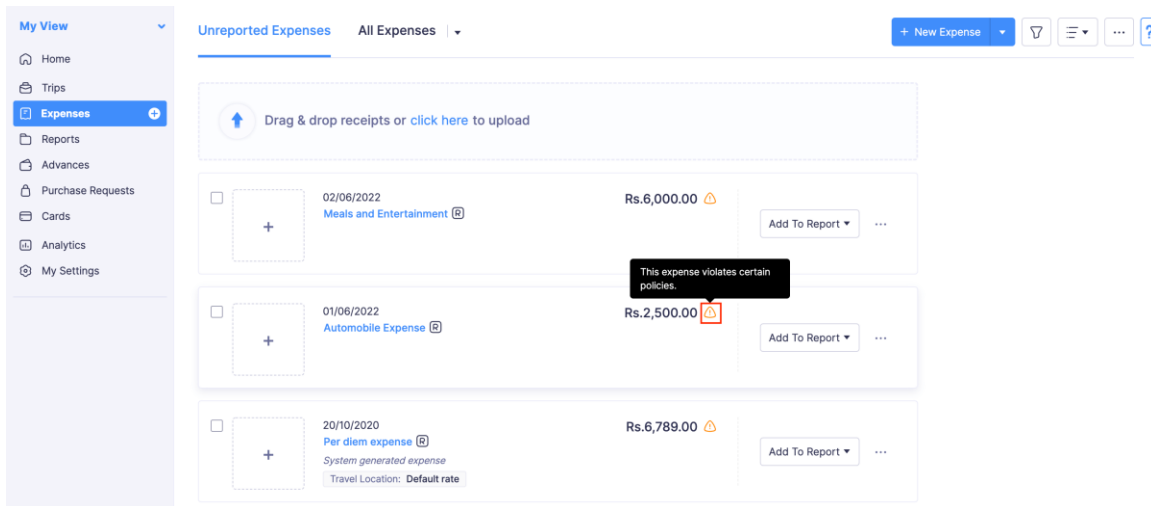 My View
Home
Trips
Expenses
Reports
Advances
Purchase Requests
Cards
Analytics
My Settings
Unreported Expenses All Expenses
+ New Expense
?
Drag & drop receipts or click here to upload
02/06/2022
Meals and Entertainment R
Rs.6,000.00
Add To Report
This expense violates certain
policies.
01/06/2022
Automobile Expense R
Rs.2,500.00
Add To Report
20/10/2020
Per diem expense R
System generated expense
Travel Location: Default rate
Rs.6,789.00
Add To Report